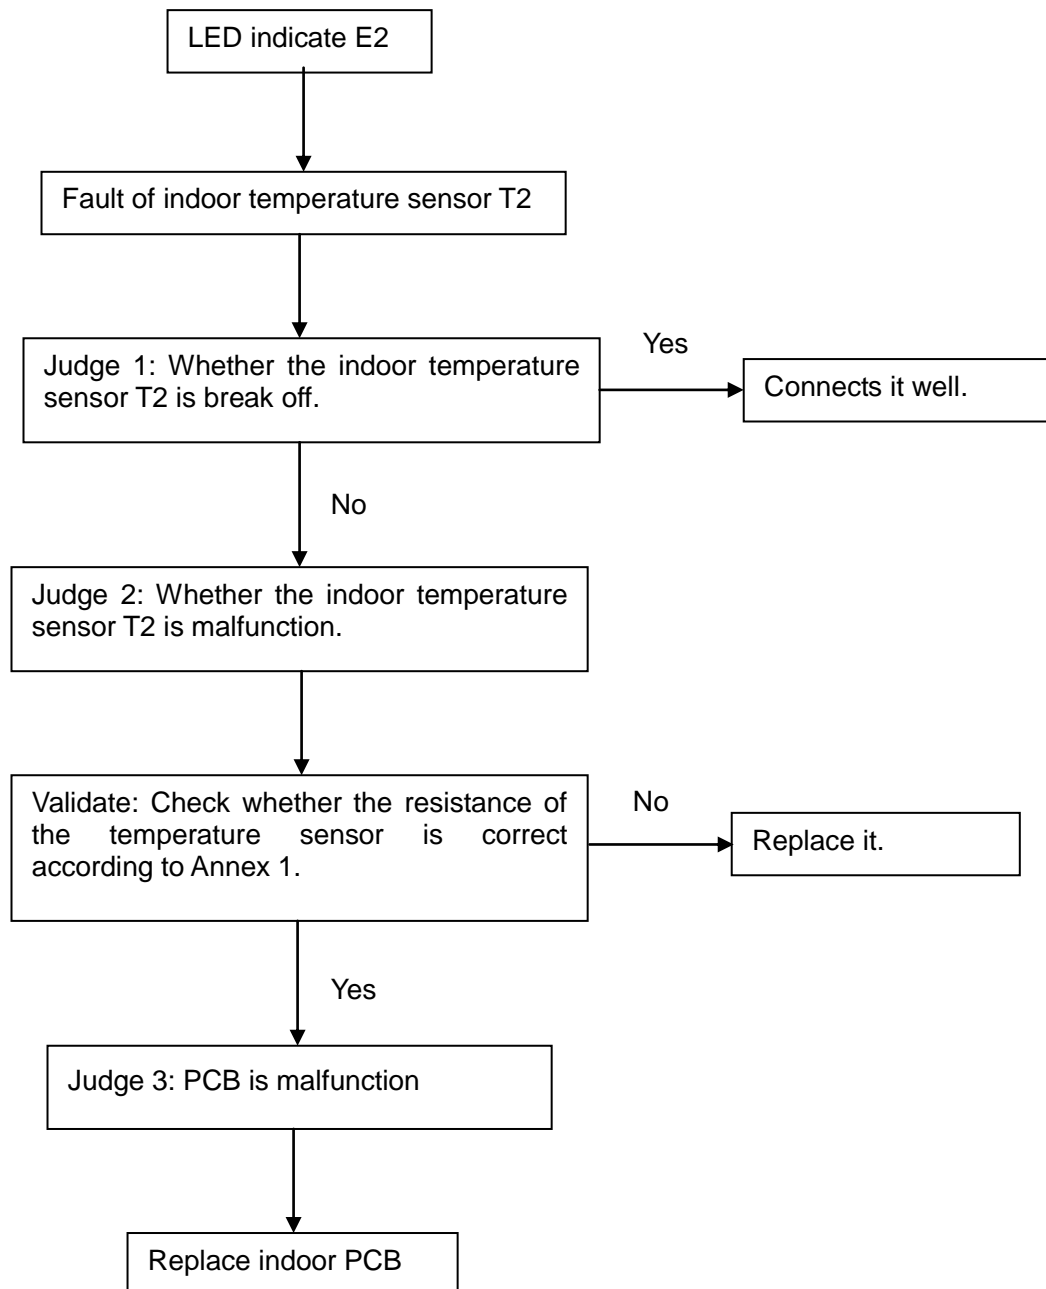 LED indicate E2
Fault of indoor temperature sensor T2
Judge 1: Whether the indoor temperature
sensor T2 is break off.
Yes
Connects it well.
No
Judge 2: Whether the indoor temperature
sensor T2 is malfunction.
Validate: Check whether the resistance of
the temperature sensor is correct
according to Annex 1.
No
Replace it.
Yes
Judge 3: PCB is malfunction
Replace indoor PCB